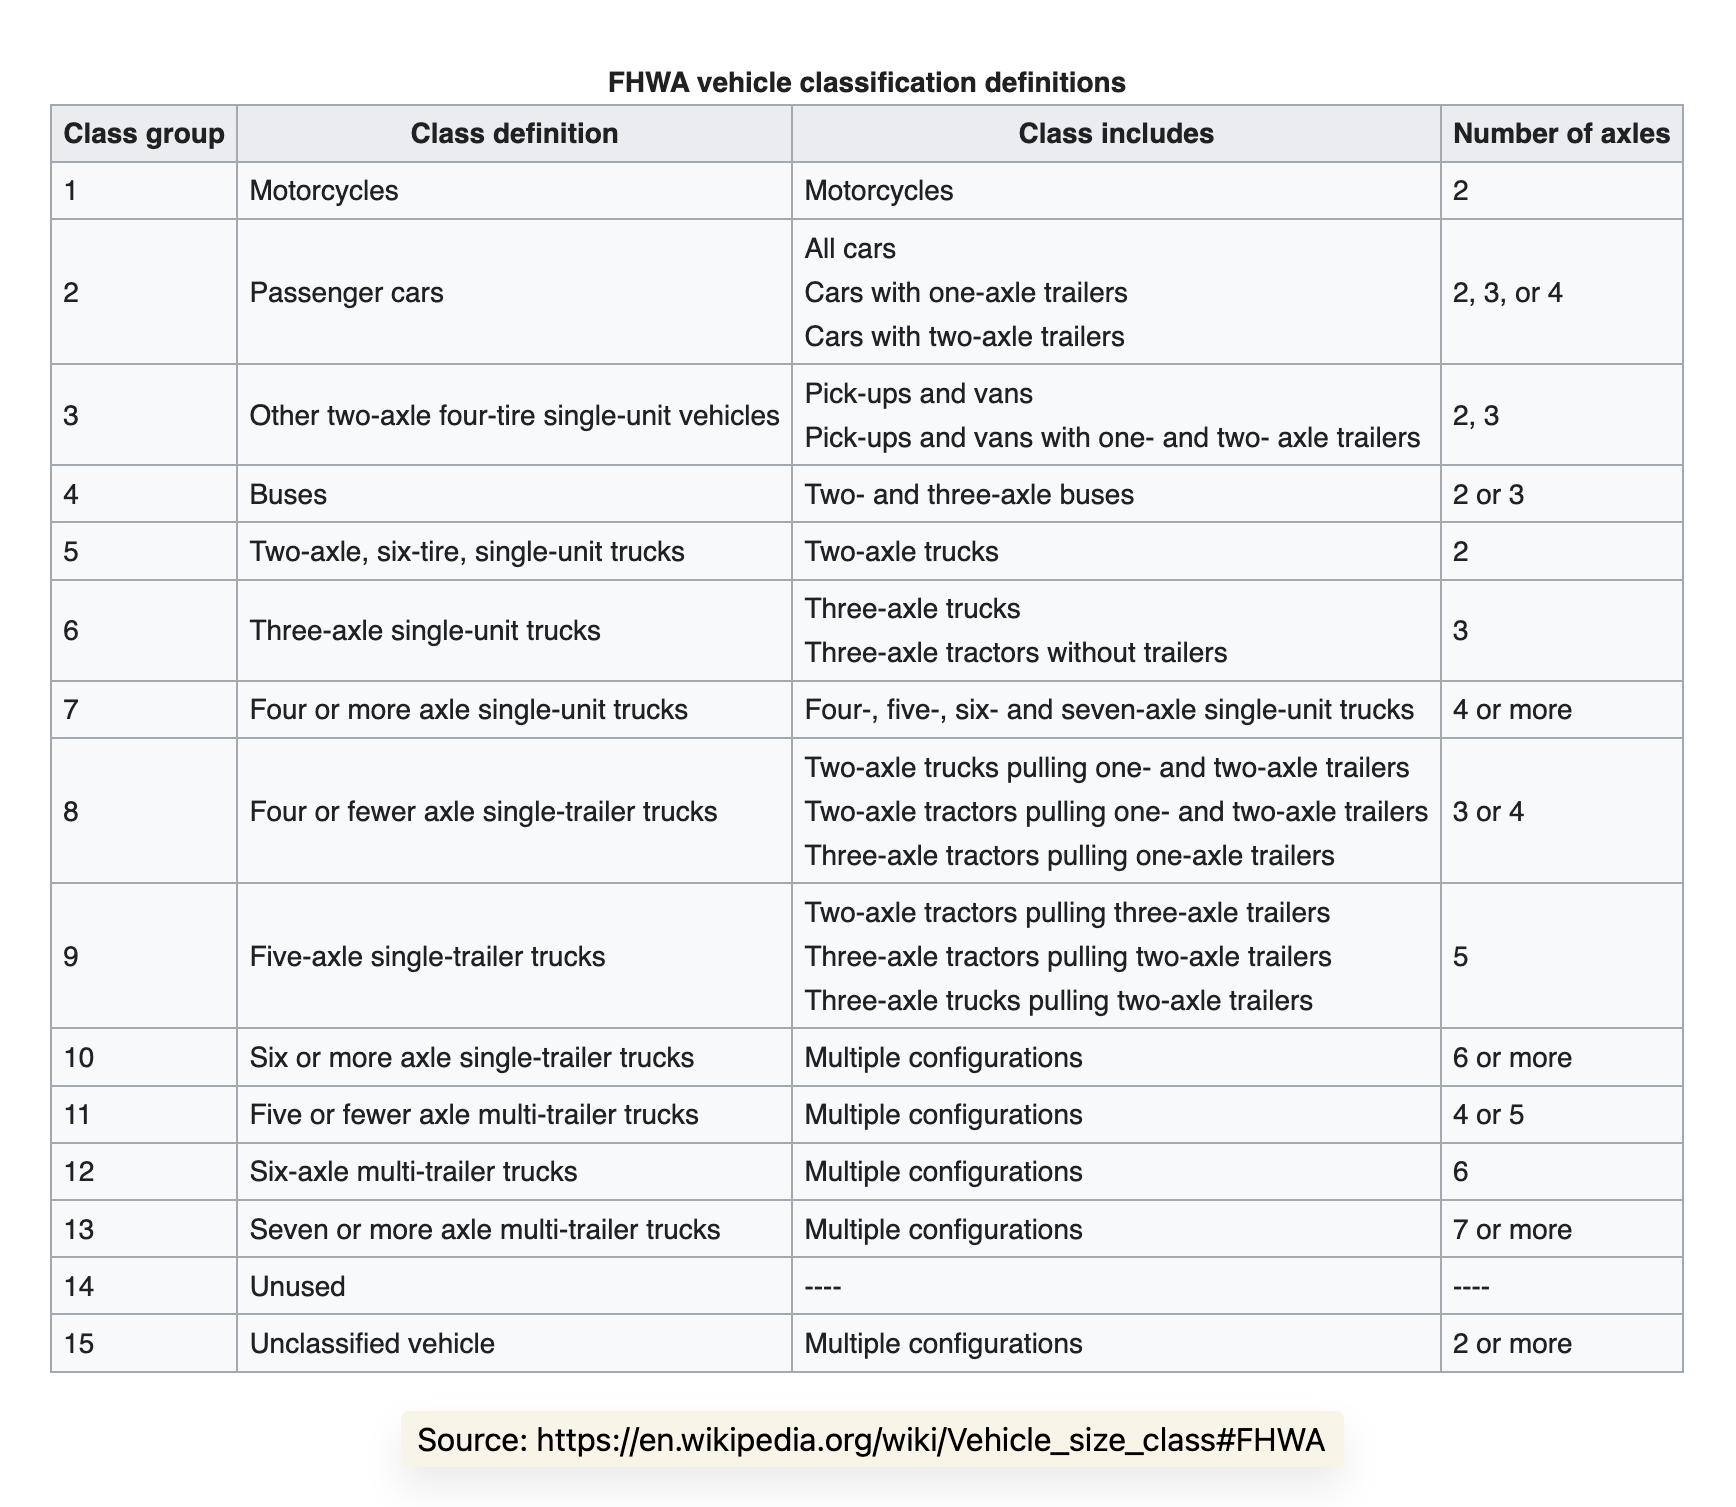 FHWA vehicle classification definitions
Class group Class definition Class includes Number of axles
1 Motorcycles Motorcycles 2
2 Passenger cars All cars
Cars with one-axle trailers
Cars with two-axle trailers 2, 3, or 4
3 Other two-axle four-tire single-unit vehicles Pick-ups and vans
Pick-ups and vans with one- and two- axle trailers 2, 3
4 Buses Two- and three-axle buses 2 or 3
5 Two-axle, six-tire, single-unit trucks Two-axle trucks 2
6 Three-axle single-unit trucks Three-axle trucks
Three-axle tractors without trailers 3
7 Four or more axle single-unit trucks Four-, five-, six- and seven-axle single-unit trucks 4 or more
8 Four or fewer axle single-trailer trucks Two-axle trucks pulling one- and two-axle trailers
Two-axle tractors pulling one- and two-axle trailers
Three-axle tractors pulling one-axle trailers 3 or 4
9 Five-axle single-trailer trucks Two-axle tractors pulling three-axle trailers
Three-axle tractors pulling two-axle trailers
Three-axle trucks pulling two-axle trailers 5
10 Six or more axle single-trailer trucks Multiple configurations 6 or more
11 Five or fewer axle multi-trailer trucks Multiple configurations 4 or 5
12 Six-axle multi-trailer trucks Multiple configurations 6
13 Seven or more axle multi-trailer trucks Multiple configurations 7 or more
14 Unused ---- ----
15 Unclassified vehicle Multiple configurations 2 or more
Source: https://en.wikipedia.org/wiki/Vehicle_size_class#FHWA